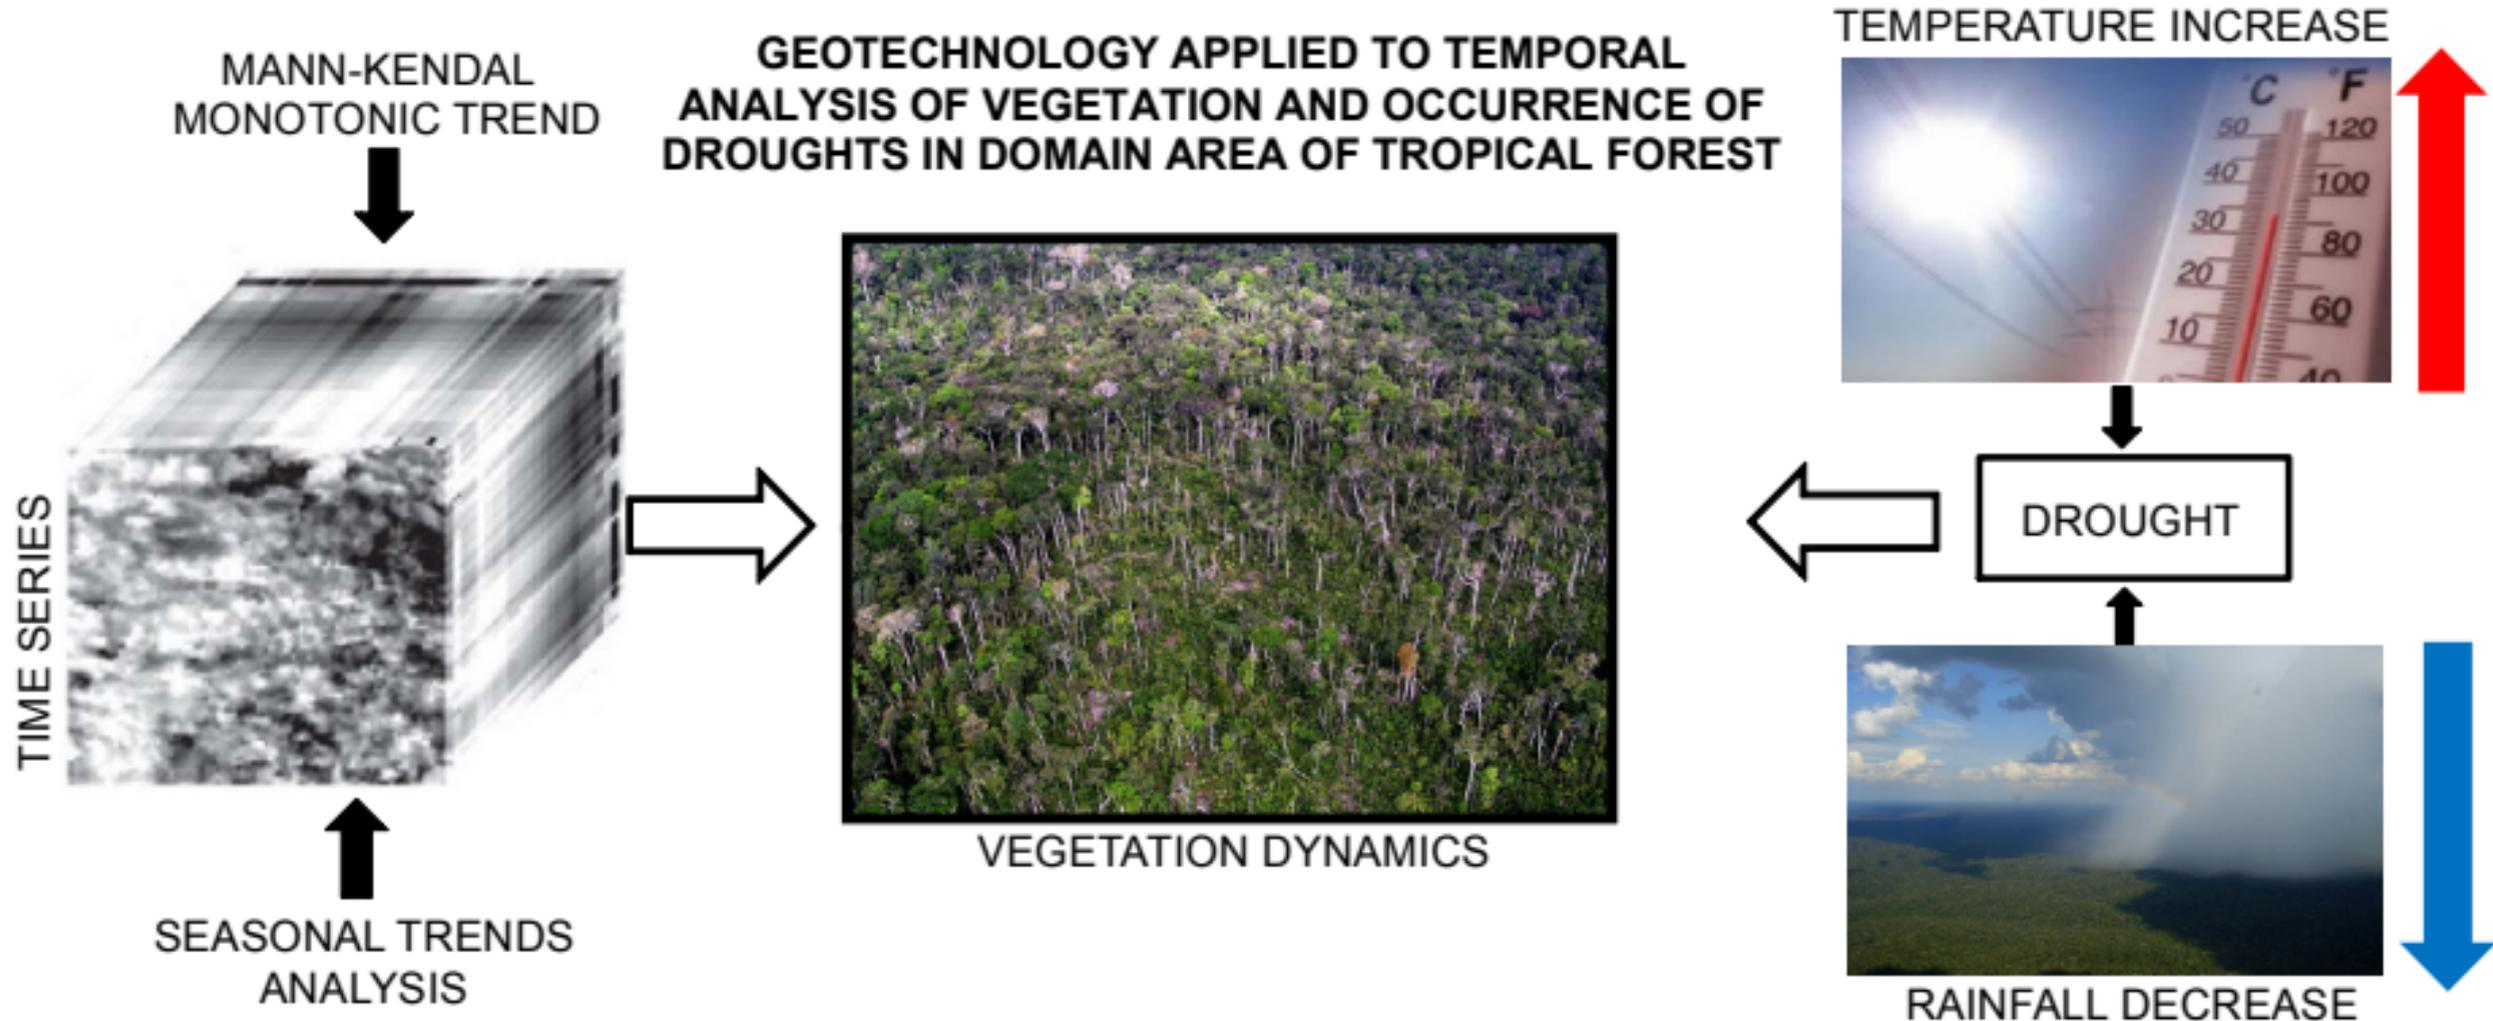 MANN-KENDAL
MONOTONIC TREND
GEOTECHNOLOGY APPLIED TO TEMPORAL
ANALYSIS OF VEGETATION AND OCCURRENCE OF
DROUGHTS IN DOMAIN AREA OF TROPICAL FOREST
TEMPERATURE INCREASE
°C °F
50 120
40 100
30 80
20 60
10 40
0
TIME SERIES
DROUGHT
VEGETATION DYNAMICS
SEASONAL TRENDS
ANALYSIS
RAINFALL DECREASE